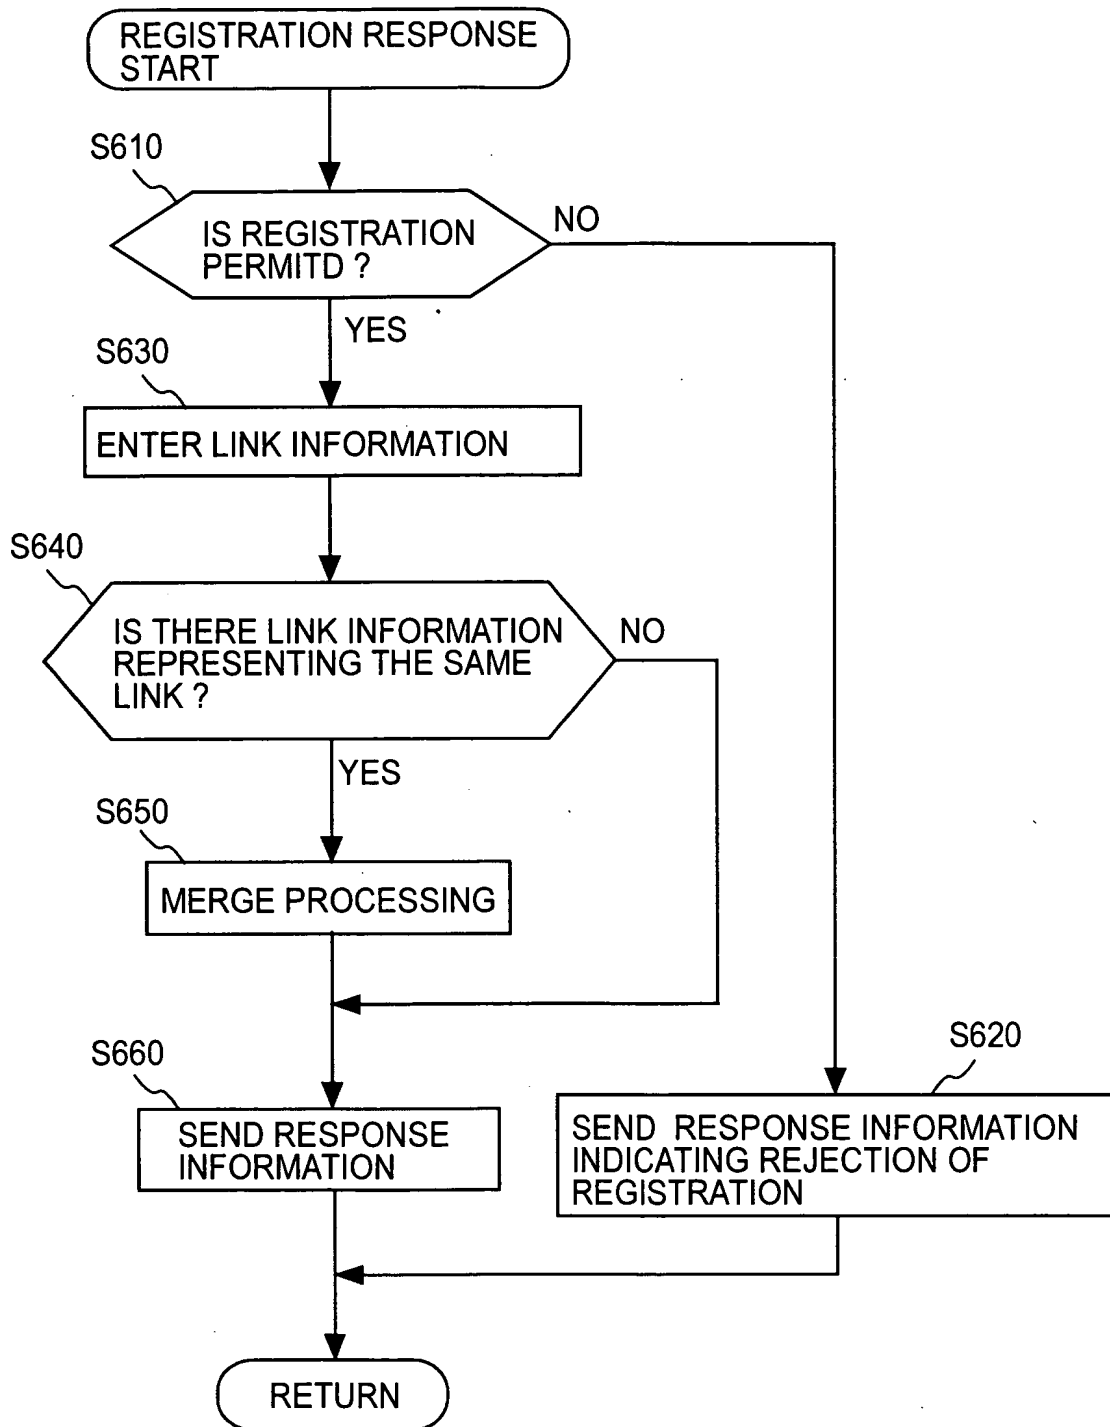 REGISTRATION RESPONSE
START
S610
IS REGISTRATION
PERMITD ?
NO
YES
S630
ENTER LINK INFORMATION
S640
IS THERE LINK INFORMATION
REPRESENTING THE SAME
LINK ?
NO
YES
S650
MERGE PROCESSING
S660
SEND RESPONSE
INFORMATION
S620
SEND RESPONSE INFORMATION
INDICATING REJECTION OF
REGISTRATION
RETURN